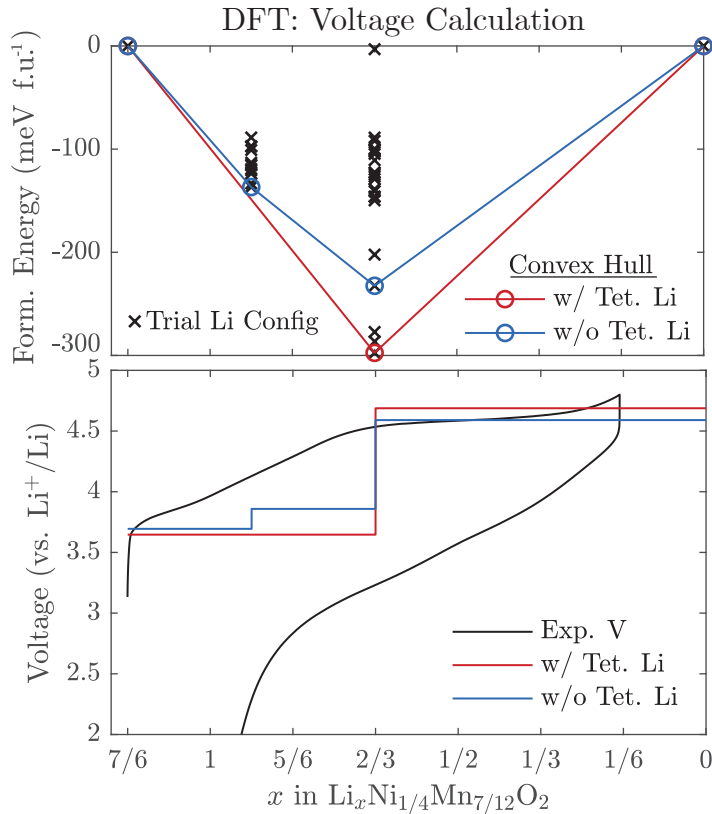 DFT: Voltage Calculation
Form. Energy (meV f.u⁻¹)
0
-100
-200
-300
Trial Li Config
Convex Hull
w/ Tet. Li
w/o Tet. Li
Voltage (vs. Li⁺/Li)
5
4.5
4
3.5
3
2.5
2
Exp. V
w/ Tet. Li
w/o Tet. Li
7/6 1 5/6 2/3 1/2 1/3 1/6 0
x in LiₓNi₁/₄Mn₇/₁₂O₂